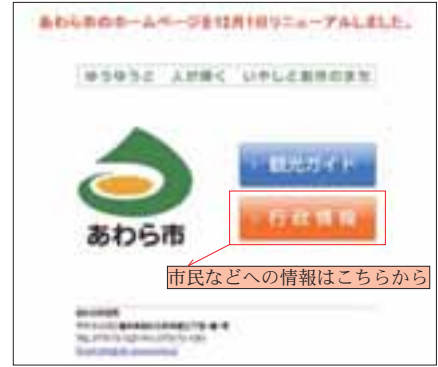 あわら市のホームページを12月1日リニューアルしました。
ゆうゆうと 人が輝く いやしと創造のまち
観光ガイド
あわら市
行政情報
市民などへの情報はこちらから